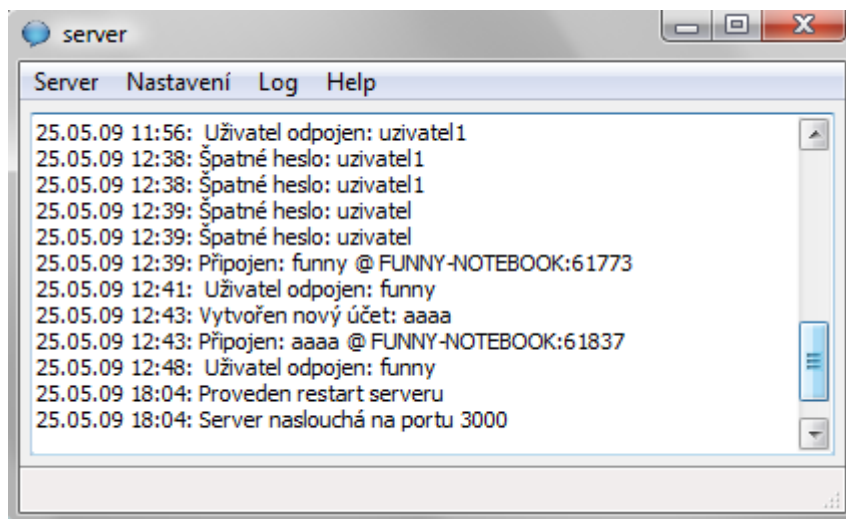 server
Server Nastavení Log Help
25.05.09 11:56:  Uživatel odpojen: uzivatel1
25.05.09 12:38: Špatné heslo: uzivatel1
25.05.09 12:38: Špatné heslo: uzivatel1
25.05.09 12:39: Špatné heslo: uzivatel
25.05.09 12:39: Špatné heslo: uzivatel
25.05.09 12:39: Připojen: funny @ FUNNY-NOTEBOOK:61773
25.05.09 12:41:  Uživatel odpojen: funny
25.05.09 12:43: Vytvořen nový účet: aaaa
25.05.09 12:43: Připojen: aaaa @ FUNNY-NOTEBOOK:61837
25.05.09 12:48:  Uživatel odpojen: funny
25.05.09 18:04: Proveden restart serveru
25.05.09 18:04: Server naslouchá na portu 3000